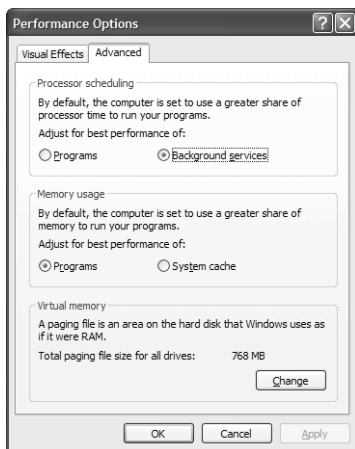 Performance Options
Visual Effects Advanced
Processor scheduling
By default, the computer is set to use a greater share of
processor time to run your programs.
Adjust for best performance of:
Programs Background services
Memory usage
By default, the computer is set to use a greater share of
memory to run your programs.
Adjust for best performance of:
Programs System cache
Virtual memory
A paging file is an area on the hard disk that Windows uses as
if it were RAM.
Total paging file size for all drives: 768 MB
Change
OK Cancel Apply